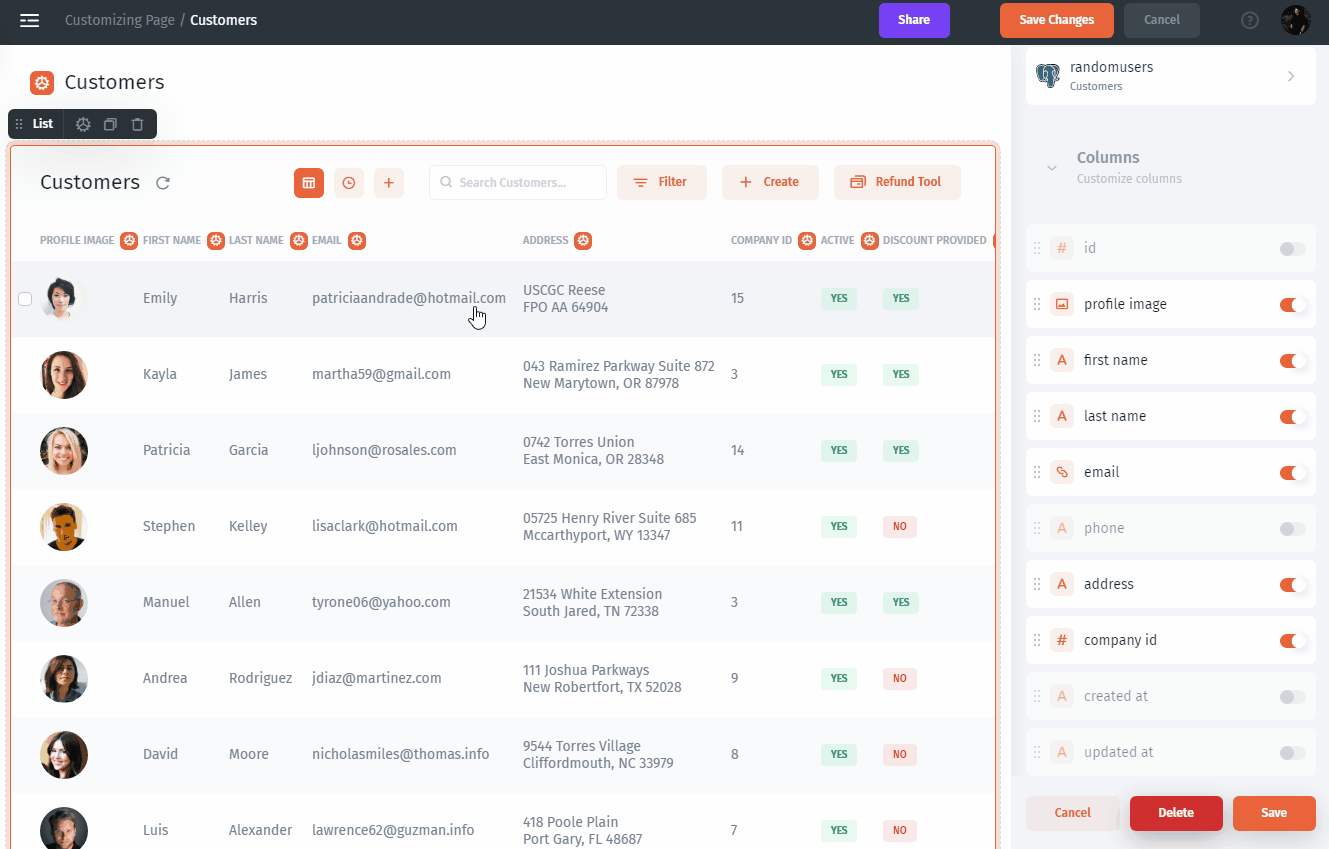 Customizing Page / Customers
Share
Save Changes
Cancel
?
Customers
List
Customers
Search Customers...
Filter
Create
Refund Tool
PROFILE IMAGE FIRST NAME LAST NAME EMAIL ADDRESS COMPANY ID ACTIVE DISCOUNT PROVIDED
Emily Harris patriciaandrade@hotmail.com USCGC Reese
FPO AA 64904
15 YES YES
Kayla James martha59@gmail.com 043 Ramirez Parkway Suite 872
New Marytown, OR 87978
3 YES YES
Patricia Garcia ljohnson@rosales.com 0742 Torres Union
East Monica, OR 28348
14 YES YES
Stephen Kelley lisaclark@hotmail.com 05725 Henry River Suite 685
Mccarthyport, WY 13347
11 YES NO
Manuel Allen tyrone06@yahoo.com 21534 White Extension
South Jared, TN 72338
3 YES YES
Andrea Rodriguez jdiaz@martinez.com 111 Joshua Parkways
New Robertfort, TX 52028
9 YES NO
David Moore nicholasmiles@thomas.info 9544 Torres Village
Cliffordmouth, NC 33979
8 YES NO
Luis Alexander lawrence62@guzman.info 418 Poole Plain
Port Gary, FL 48687
7 YES NO
randomusers
Customers
Columns
Customize columns
# id
profile image
A first name
A last name
email
A phone
A address
# company id
A created at
A updated at
Cancel
Delete
Save